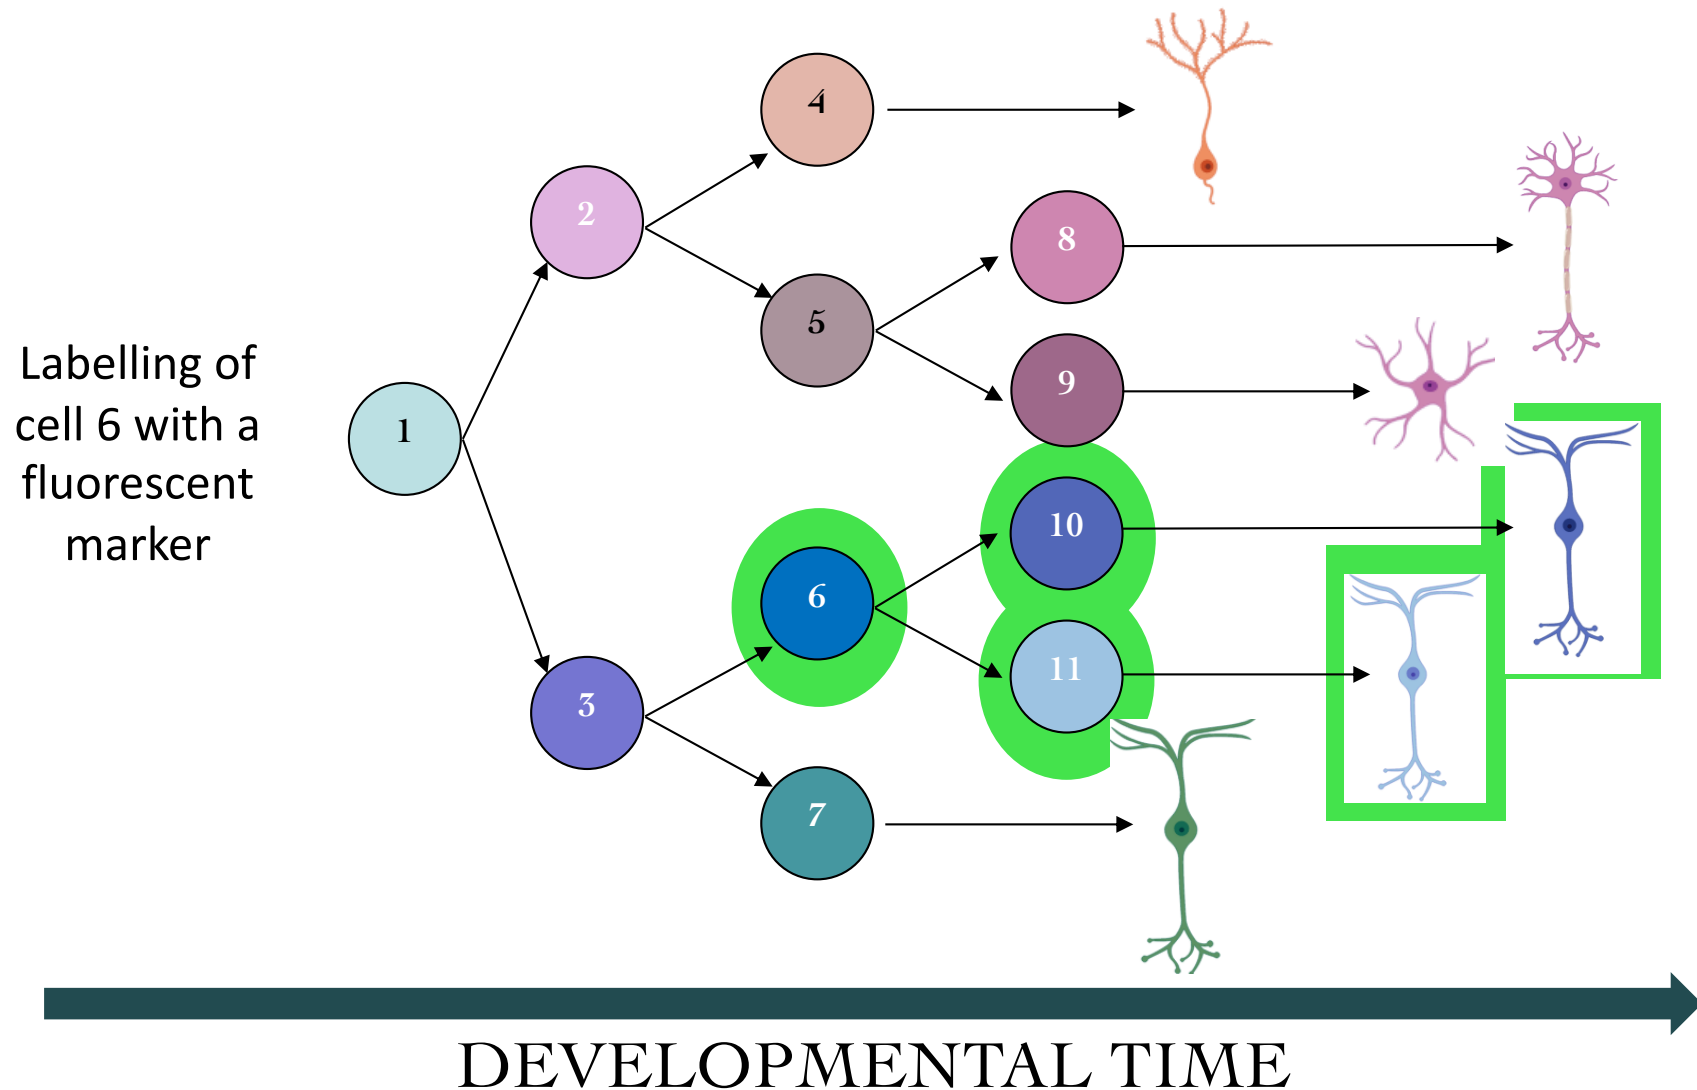 4
2
8
5
Labelling of
cell 6 with a
fluorescent
marker
9
1
10
6
11
3
7
DEVELOPMENTAL TIME